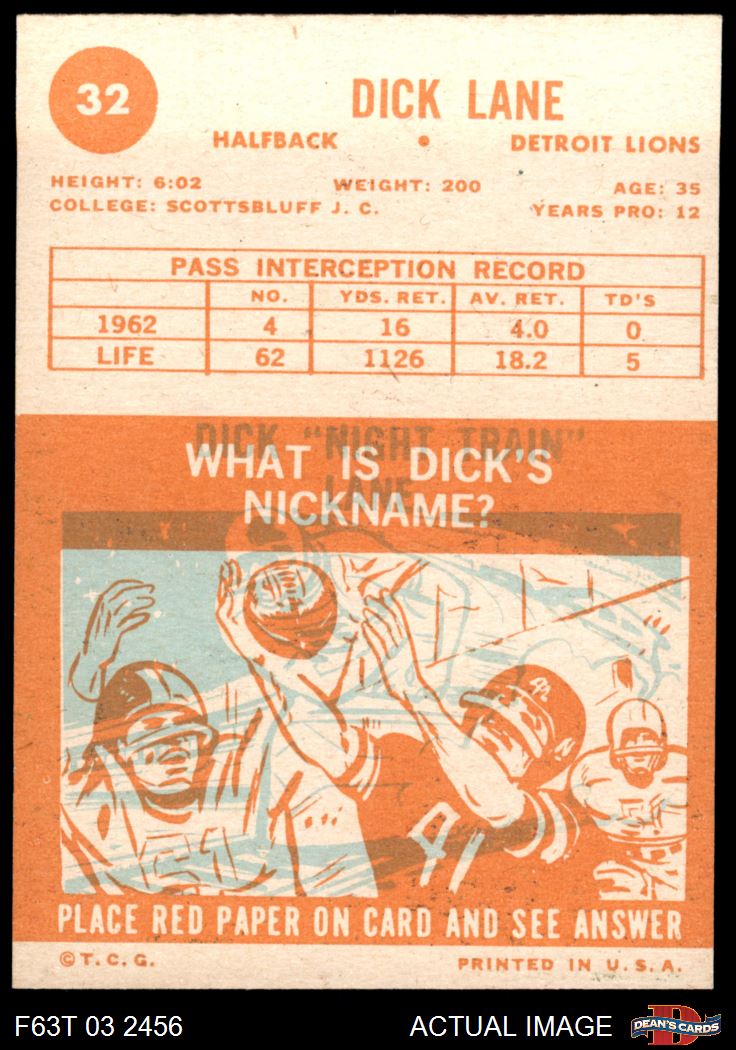 32
DICK LANE
HALFBACK • DETROIT LIONS
HEIGHT: 6:02 WEIGHT: 200 AGE: 35
COLLEGE: SCOTTSBLUFF J. C. YEARS PRO: 12
PASS INTERCEPTION RECORD
NO. YDS. RET. AV. RET. TD'S
1962 4 16 4.0 0
LIFE 62 1126 18.2 5
DICK "NIGHT TRAIN"
WHAT IS DICK'S
LANE
NICKNAME?
41
PLACE RED PAPER ON CARD AND SEE ANSWER
©T. C. G. PRINTED IN U. S. A.
F63T 03 2456 ACTUAL IMAGE DEAN'S CARDS